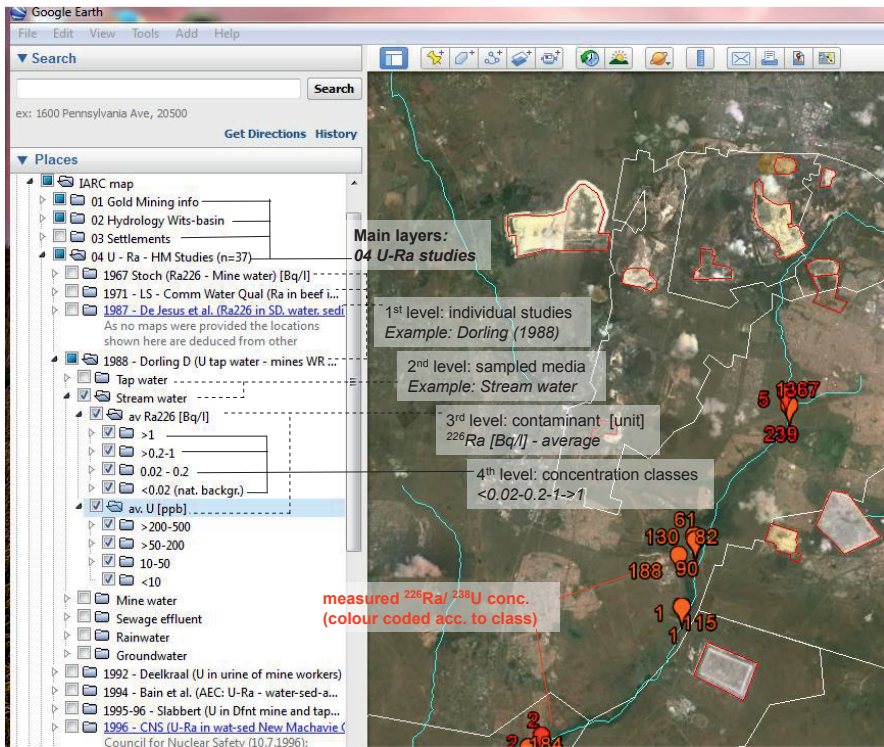 Google Earth
File Edit View Tools Add Help
Search
Search
ex: 1600 Pennsylvania Ave, 20500
Get Directions History
Places
IARC map
01 Gold Mining info
02 Hydrology Wits-basin
03 Settlements
04 U - Ra - HM Studies (n=37)
1967 Stoch (Ra226 - Mine water) [Bq/l]
1971 - LS - Comm Water Qual (Ra in beef i...
1987 - De Jesus et al. (Ra226 in SD, water, sedi
As no maps were provided the locations
shown here are deduced from other
1988 - Dorling D (U tap water - mines WR ...
Tap water
Stream water
av Ra226 [Bq/l]
>1
>0.2-1
0.02 - 0.2
<0.02 (nat. backgr.)
av. U [ppb]
>200-500
>50-200
10-50
<10
Mine water
Sewage effluent
Rainwater
Groundwater
1992 - Deelkraal (U in urine of mine workers)
1994 - Bain et al. (AEC: U-Ra - water-sed-a...
1995-96 - Slabbert (U in Dfnt mine and tap...
1996 - CNS (U-Ra in wat-sed New Machavie (
Council for Nuclear Safety (10.7.1996):
Main layers:
04 U-Ra studies
1st level: individual studies
Example: Dorling (1988)
2nd level: sampled media
Example: Stream water
3rd level: contaminant [unit]
226Ra [Bq/l] - average
4th level: concentration classes
<0.02-0.2-1->1
measured 226Ra/ 238U conc.
(colour coded acc. to class)
5
1367
239
61
130 82
188 90
1 115
1
2
2 184